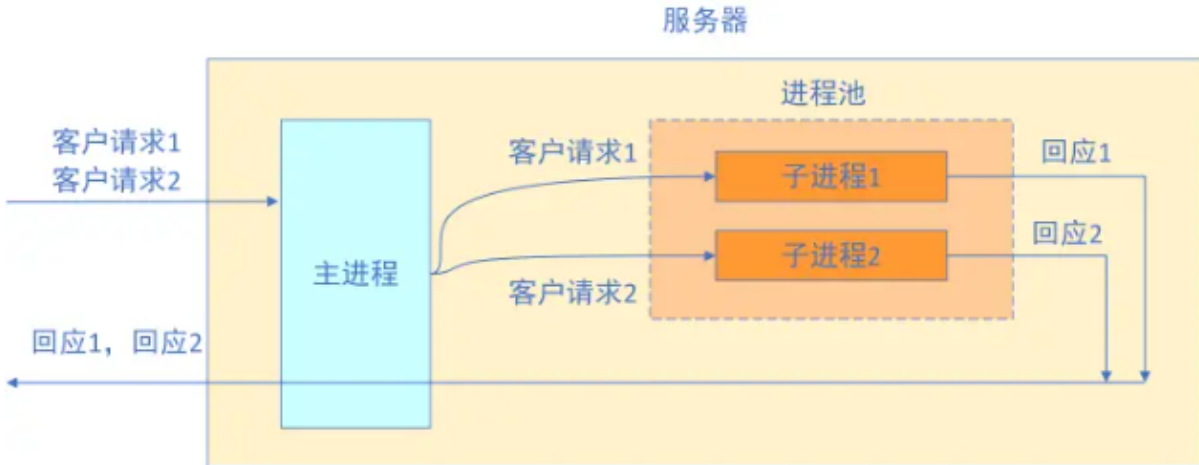 服务器
进程池
客户请求1
客户请求2
客户请求1
子进程1
回应1
主进程
客户请求2
子进程2
回应2
回应1，回应2